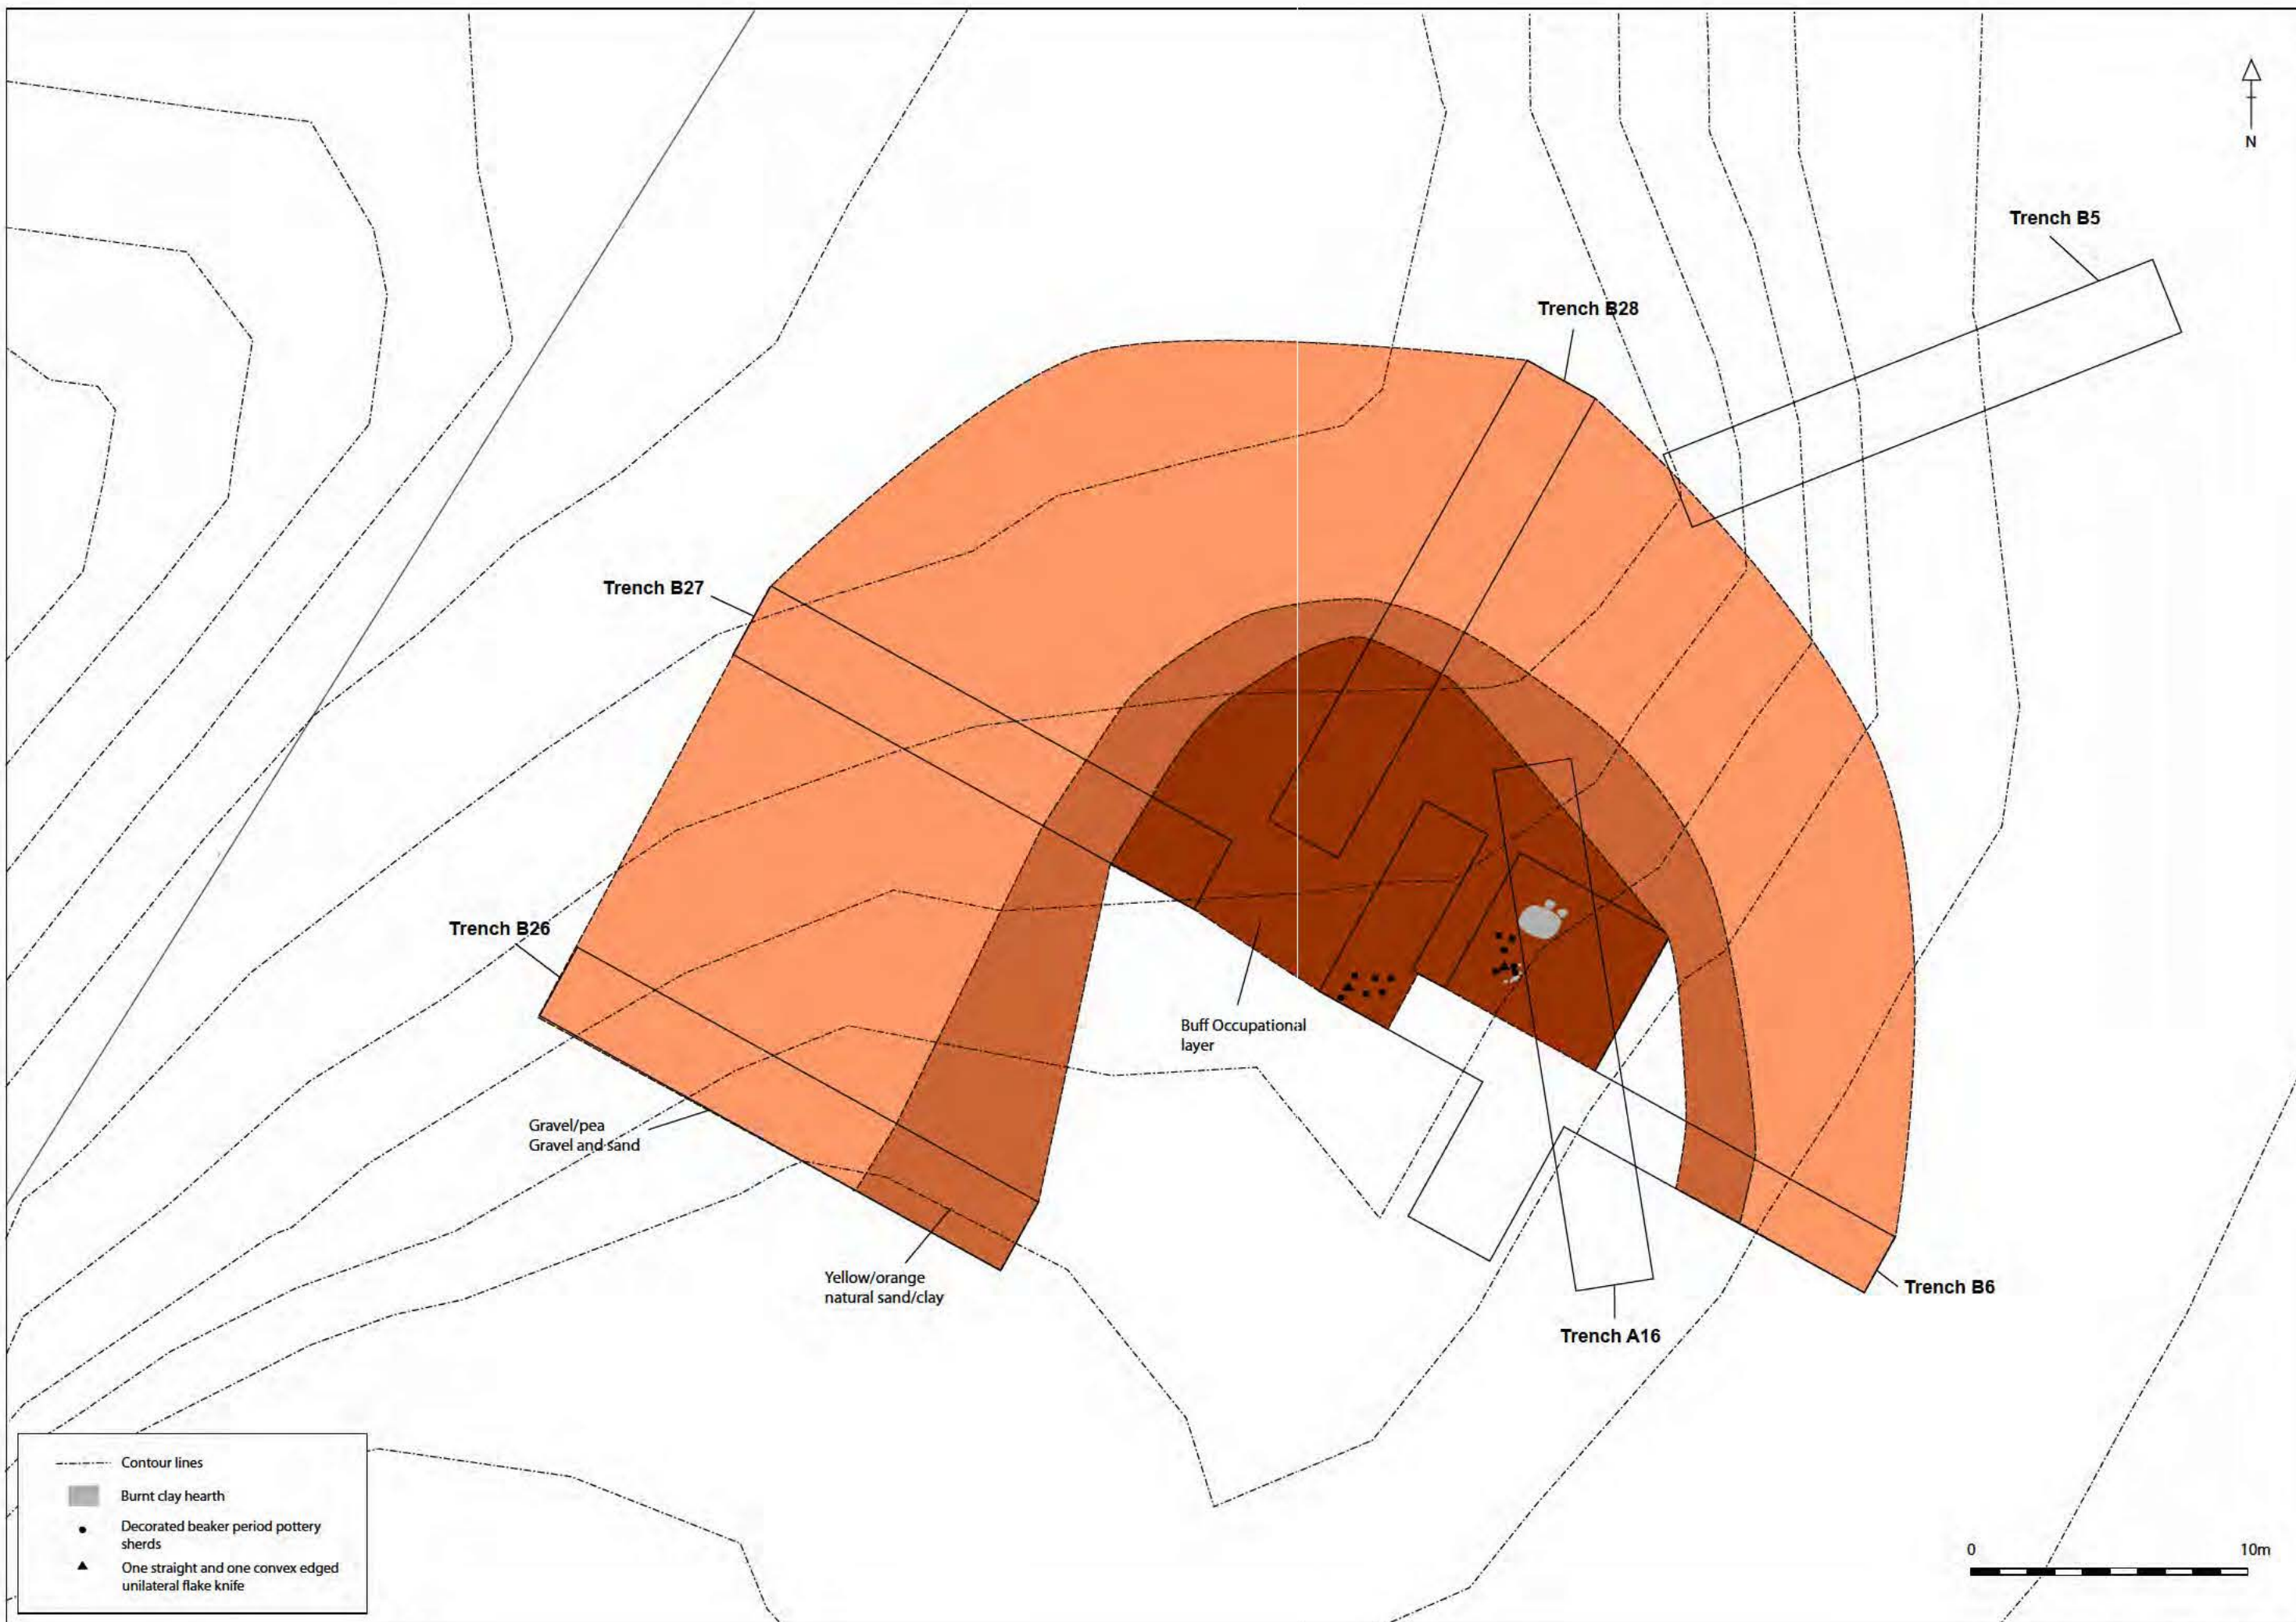 N
Trench B5
Trench B28
Trench B27
Trench B26
Buff Occupational
layer
Gravel/pea
Gravel and sand
Yellow/orange
natural sand/clay
Trench B6
Trench A16
Contour lines
Burnt clay hearth
Decorated beaker period pottery
sherds
One straight and one convex edged
unilateral flake knife
0 10m